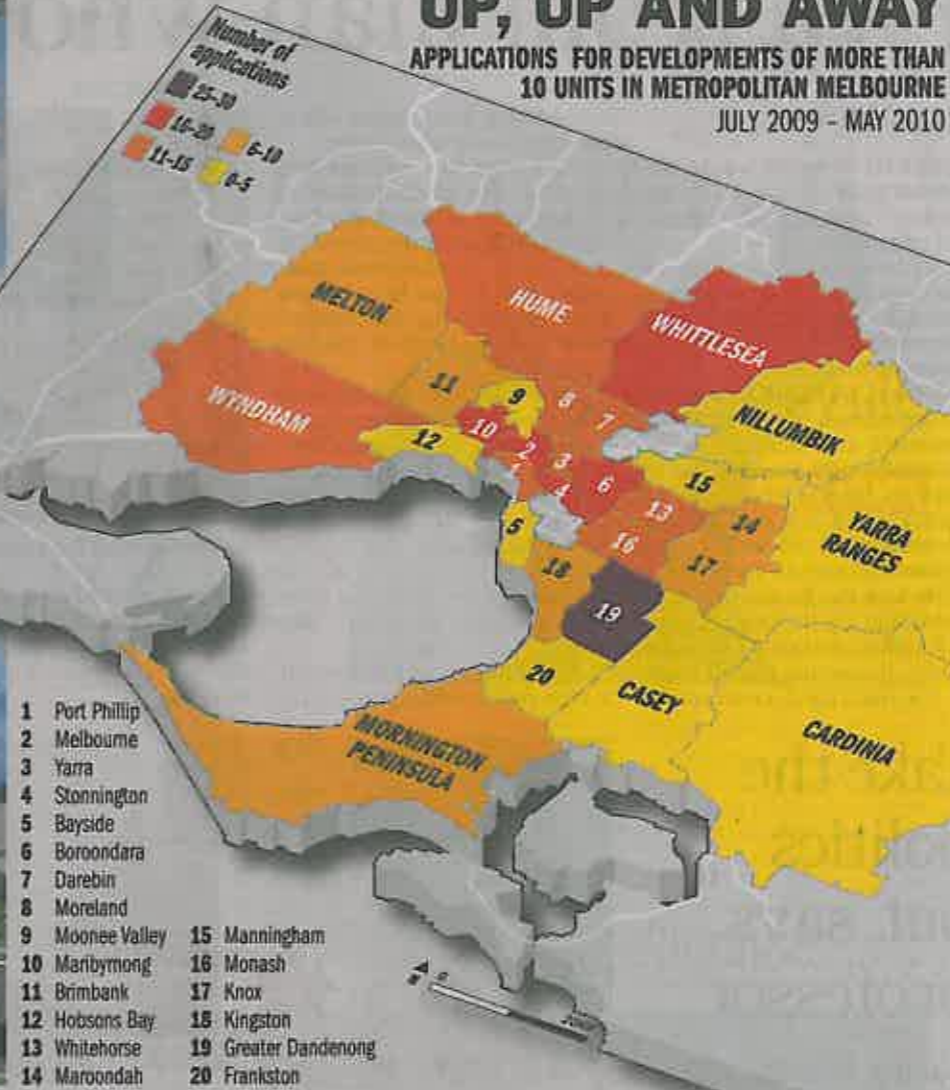 UP, UP AND AWAY
APPLICATIONS FOR DEVELOPMENTS OF MORE THAN
10 UNITS IN METROPOLITAN MELBOURNE
JULY 2009 - MAY 2010
Number of
applications
25-30
16-20
6-10
11-15
0-5
MELTON
HUME
WHITTLESEA
WYNDHAM
11
9
8
7
NILLUMBIK
12
10
2
3
1
4
6
15
13
14
YARRA
RANGES
5
16
18
17
19
20
CASEY
CARDINIA
MORNINGTON
PENINSULA
1 Port Phillip
2 Melbourne
3 Yarra
4 Stonnington
5 Bayside
6 Boroondara
7 Darebin
8 Moreland
9 Moonee Valley
10 Maribymong
11 Brimbank
12 Hobsons Bay
13 Whitehorse
14 Maroondah
15 Manningham
16 Monash
17 Knox
18 Kingston
19 Greater Dandenong
20 Frankston